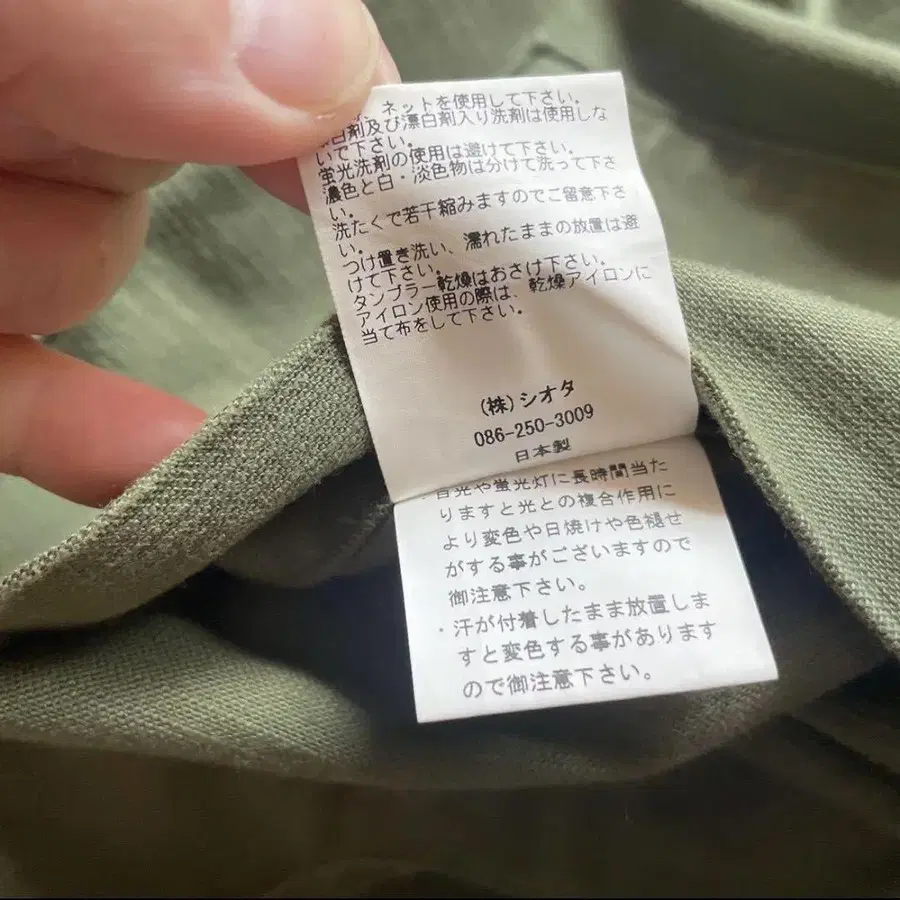 ネットを使用して下さい。
白剤及び漂白剤入り洗剤は使用しな
いで下さい。
蛍光洗剤の使用は避けて下さい。
濃色と白・淡色物は分けて洗って下さ
い。
洗たくで若干縮みますのでご留意下さ
い。
つけ置き洗い、濡れたままの放置は避
けて下さい。
タンブラー乾燥はおさけ下さい。
アイロン使用の際は、乾燥アイロンに
当て布をして下さい。
(株)シオタ
086-250-3009
日本製
光や蛍光灯に長時間当た
りますと光との複合作用に
より変色や日焼けや色褪せ
がする事がございますので
御注意下さい。
・汗が付着したまま放置しま
すと変色する事があります
ので御注意下さい。